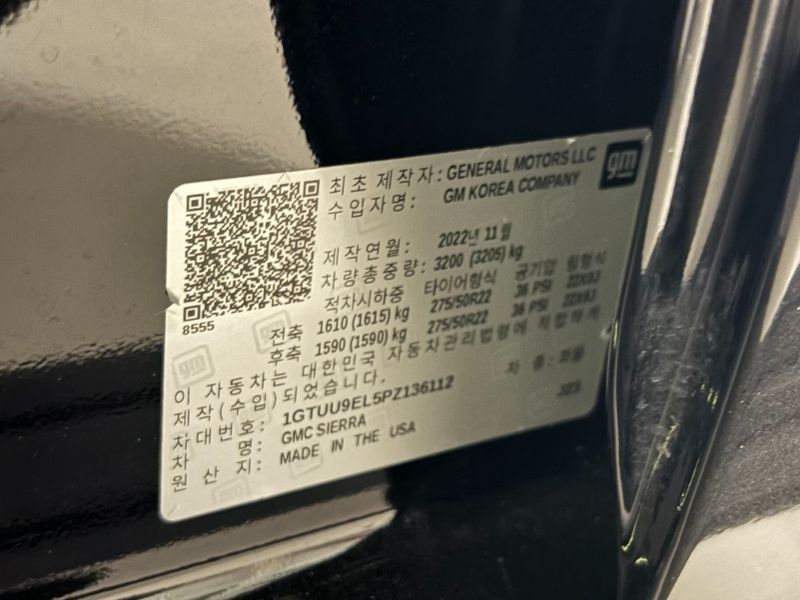 최초 제작자: GENERAL MOTORS LLC
수입자명: GM KOREA COMPANY
gm
제작연월: 2022년 11월
차량총중량: 3200 (3205) kg
적차시하중 타이어형식 공기압 림형식
전축 1610 (1615) kg 275/50R22 36 PSI 22X9J
후축 1590 (1590) kg 275/50R22 36 PSI 22X9J
8555
이 자동차는 대한민국 자동차관리법령에 적합하게
제작(수입)되었습니다.
차대번호: 1GTUU9EL5PZ136112 차 종: 화물
차 명: GMC SIERRA
원 산 지: MADE IN THE USA